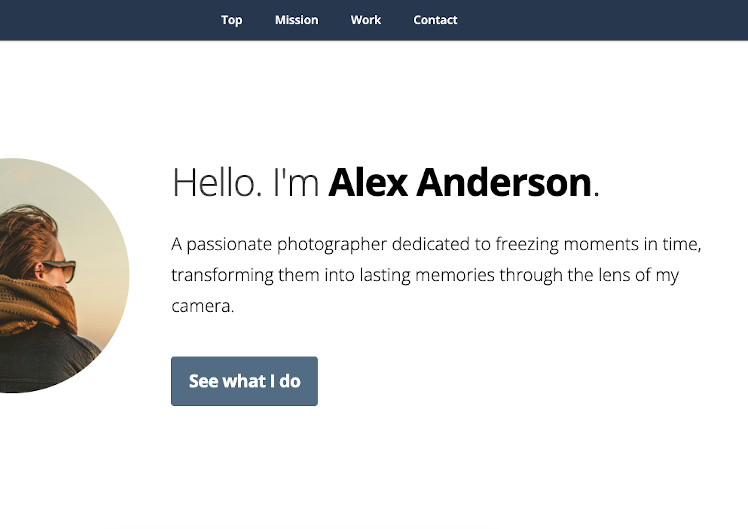 Top Mission Work Contact
Hello. I'm Alex Anderson.
A passionate photographer dedicated to freezing moments in time,
transforming them into lasting memories through the lens of my
camera.
See what I do